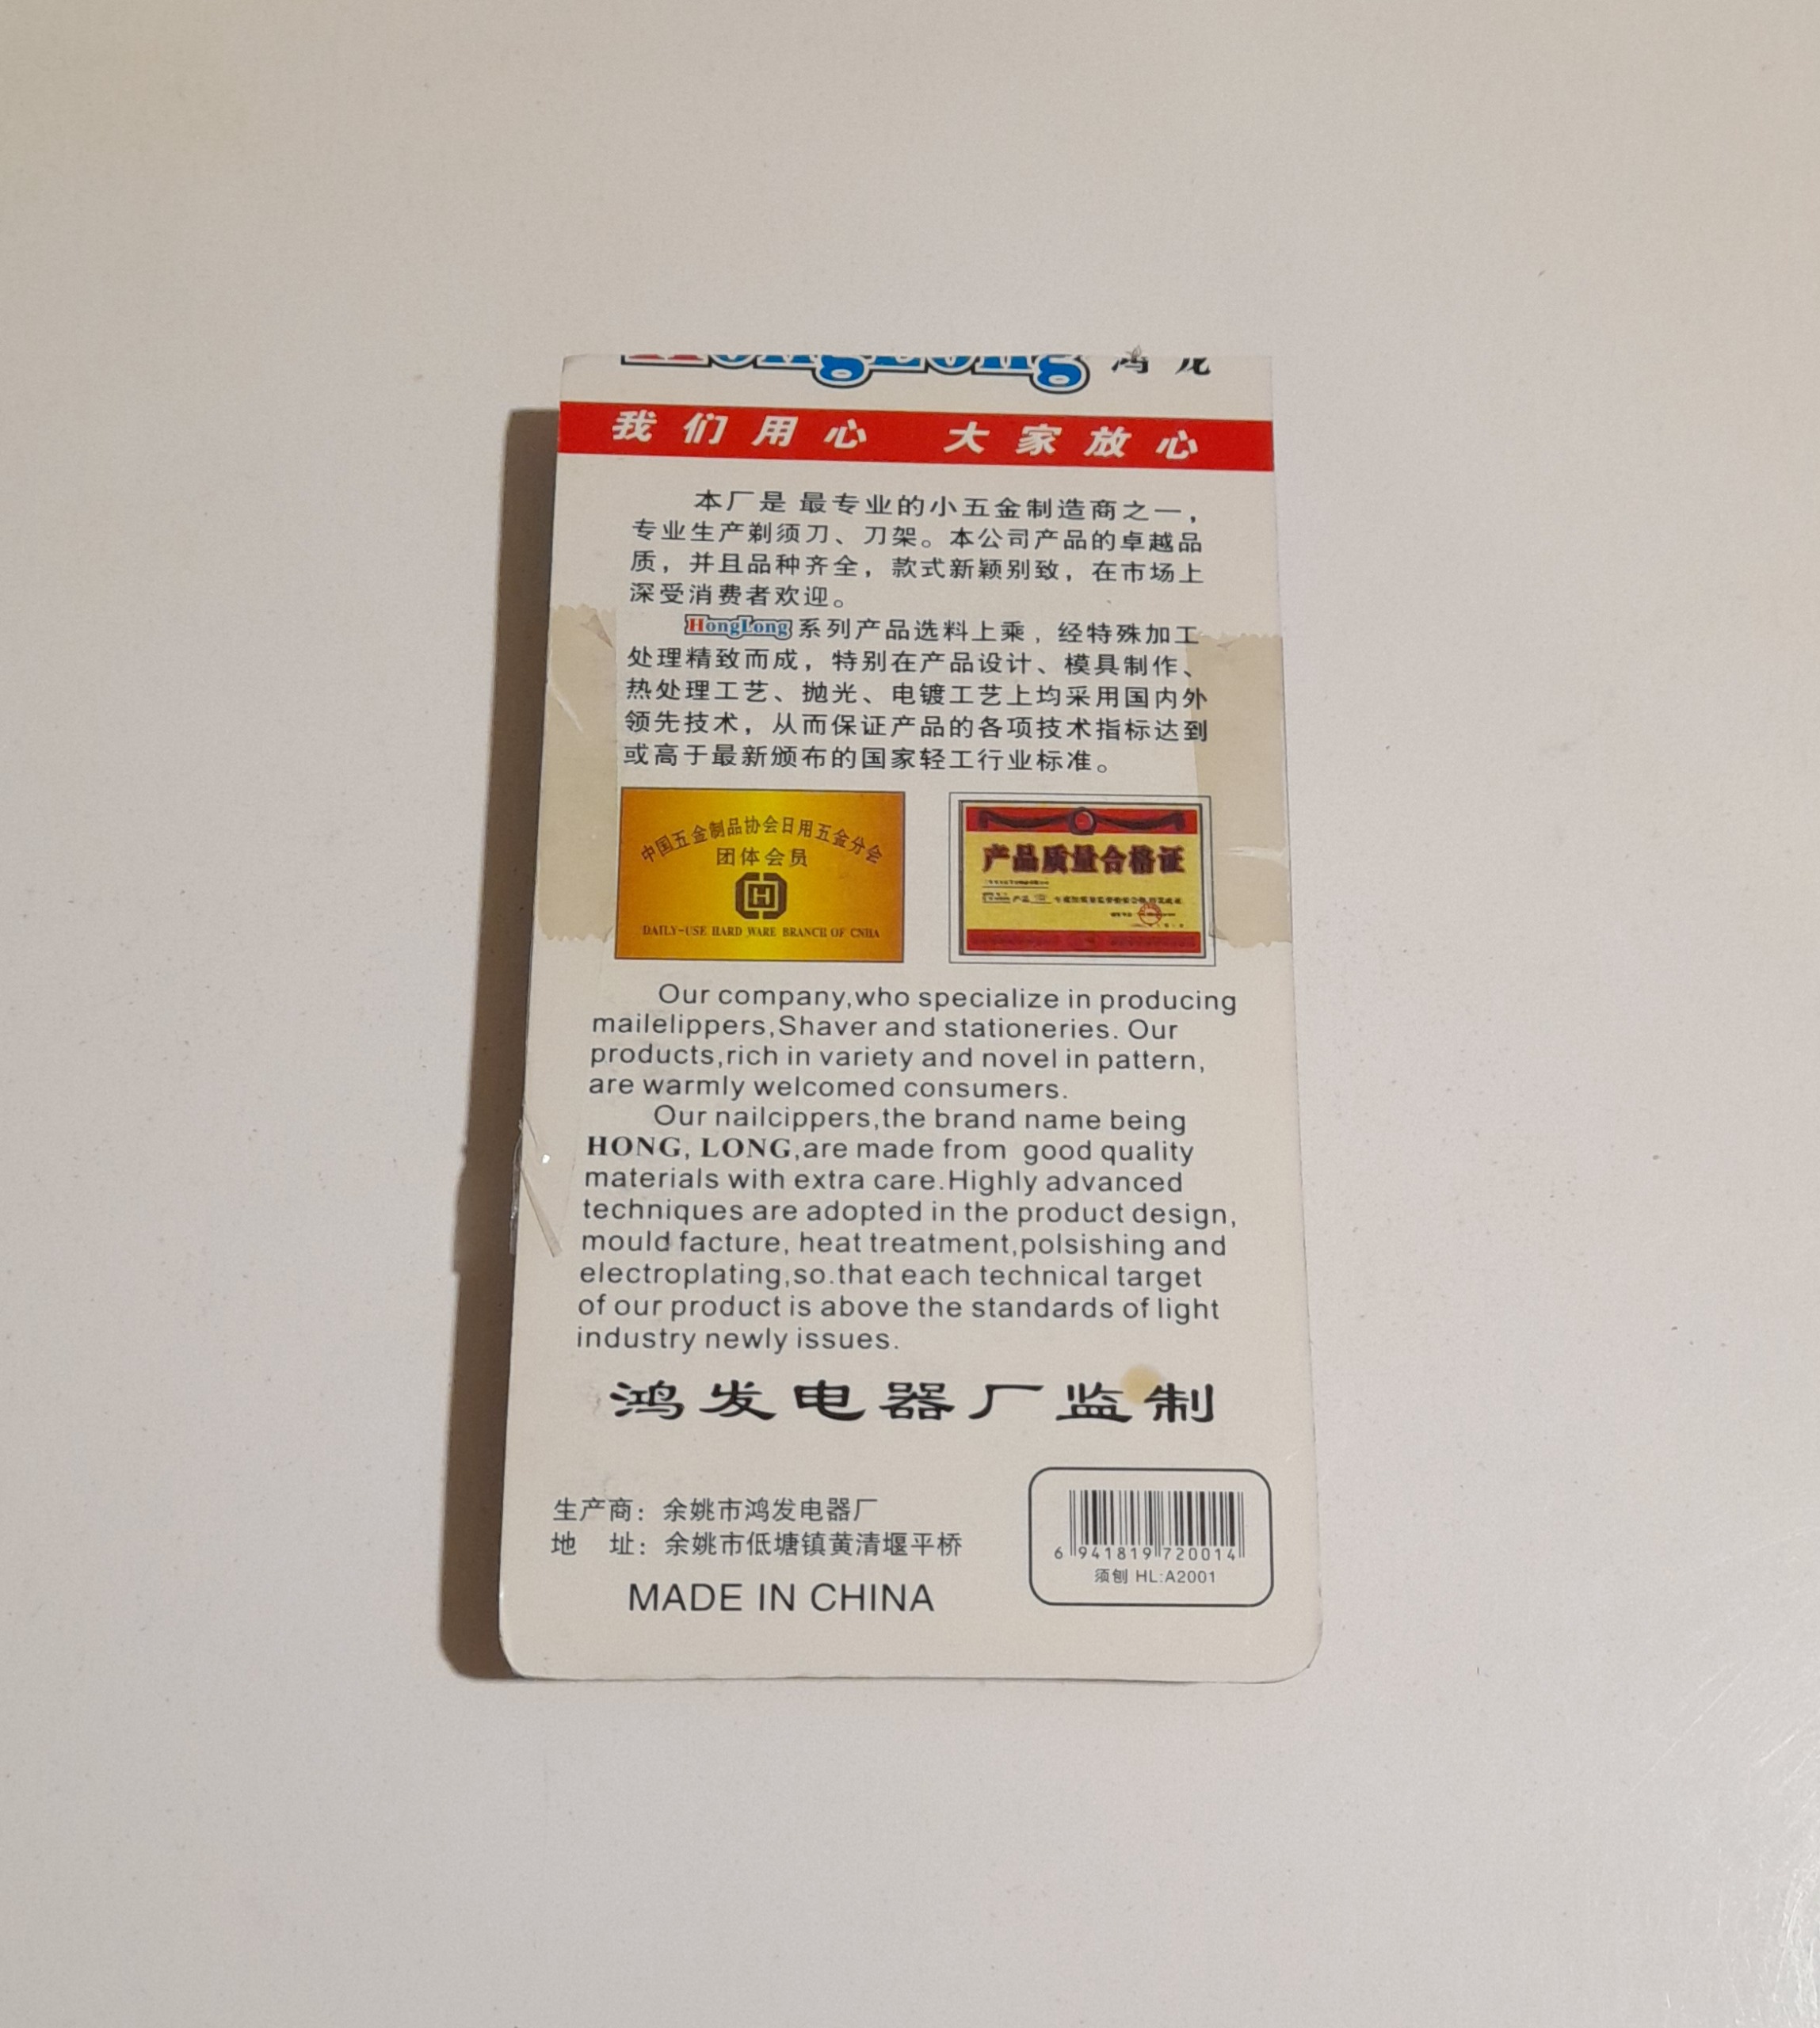 HongLong 鸿龙
我们用心 大家放心
本厂是 最专业的小五金制造商之一，
专业生产剃须刀、刀架。本公司产品的卓越品
质，并且品种齐全，款式新颖别致，在市场上
深受消费者欢迎。
HongLong系列产品选料上乘，经特殊加工
处理精致而成，特别在产品设计、模具制作、
热处理工艺、抛光、电镀工艺上均采用国内外
领先技术，从而保证产品的各项技术指标达到
或高于最新颁布的国家轻工行业标准。
中国五金制品协会日用五金分会
团体会员
H
DAILY-USE HARD WARE BRANCH OF CNHA
产品质量合格证
Our company,who specialize in producing
mailelippers,Shaver and stationeries. Our
products,rich in variety and novel in pattern,
are warmly welcomed consumers.
Our nailcippers,the brand name being
HONG, LONG,are made from good quality
materials with extra care.Highly advanced
techniques are adopted in the product design,
mould facture, heat treatment,polsishing and
electroplating,so.that each technical target
of our product is above the standards of light
industry newly issues.
鸿发电器厂监制
生产商：余姚市鸿发电器厂
地 址：余姚市低塘镇黄清堰平桥
MADE IN CHINA
6 941819 720014
须刨 HL:A2001